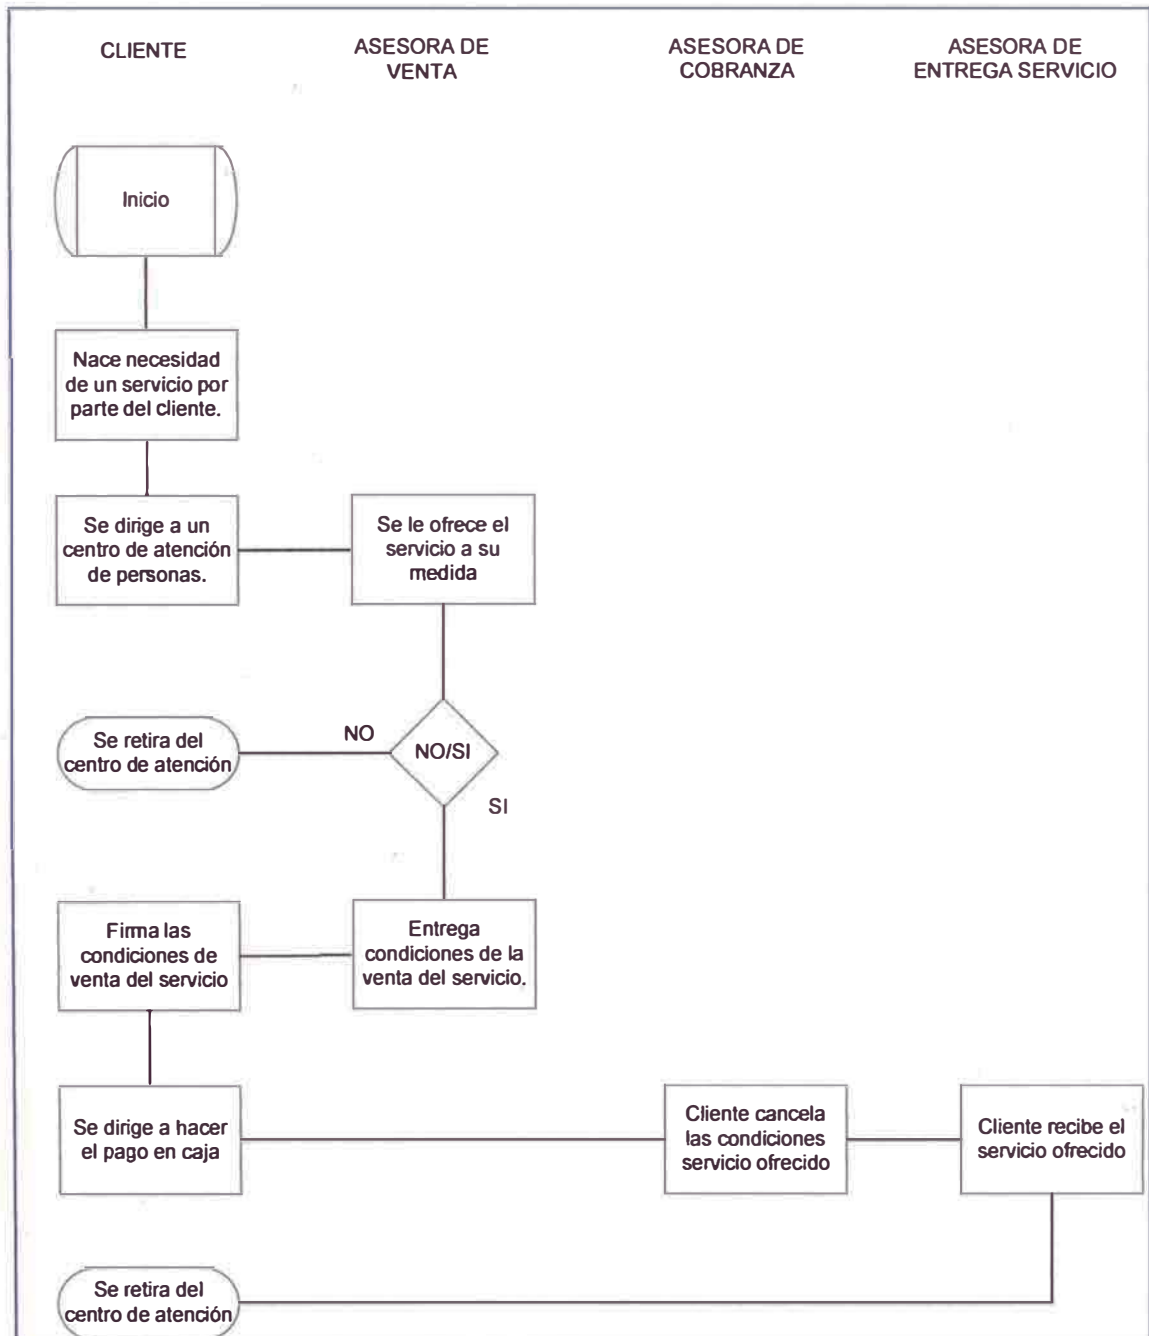 CLIENTE
ASESORA DE
VENTA
ASESORA DE
COBRANZA
ASESORA DE
ENTREGA SERVICIO
Inicio
Nace necesidad
de un servicio por
parte del cliente.
Se dirige a un
centro de atención
de personas.
Se le ofrece el
servicio a su
medida
Se retira del
centro de atención
NO
NO/SI
SI
Firma las
condiciones de
venta del servicio
Entrega
condiciones de la
venta del servicio.
Se dirige a hacer
el pago en caja
Cliente cancela
las condiciones
servicio ofrecido
Cliente recibe el
servicio ofrecido
Se retira del
centro de atención